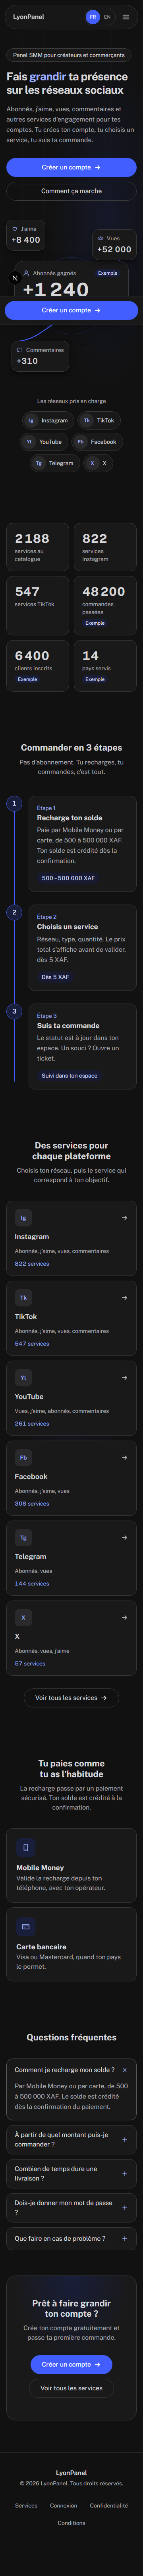 LyonPanel
FR
EN
Panel SMM pour créateurs et commerçants
Fais grandir ta présence
sur les réseaux sociaux
Abonnés, j'aime, vues, commentaires et
autres services d'engagement pour tes
comptes. Tu crées ton compte, tu choisis un
service, tu suis ta commande.
Créer un compte →
Comment ça marche
J'aime
+8 400
Vues
+52 000
Abonnés gagnés
Exemple
+1 240
Créer un compte →
Commentaires
+310
Les réseaux pris en charge
Ig Instagram
Tk TikTok
Yt YouTube
Fb Facebook
Tg Telegram
X X
2 188
services au
catalogue
822
services
Instagram
547
services TikTok
48 200
commandes
passées
Exemple
6 400
clients inscrits
Exemple
14
pays servis
Exemple
Commander en 3 étapes
Pas d'abonnement. Tu recharges, tu
commandes, c'est tout.
1
Étape 1
Recharge ton solde
Paie par Mobile Money ou par
carte, de 500 à 500 000 XAF.
Ton solde est crédité dès la
confirmation.
500 – 500 000 XAF
2
Étape 2
Choisis un service
Réseau, type, quantité. Le prix
total s'affiche avant de valider,
dès 5 XAF.
Dès 5 XAF
3
Étape 3
Suis ta commande
Le statut est à jour dans ton
espace. Un souci ? Ouvre un
ticket.
Suivi dans ton espace
Des services pour
chaque plateforme
Choisis ton réseau, puis le service qui
correspond à ton objectif.
Ig
→
Instagram
Abonnés, j'aime, vues, commentaires
822 services
Tk
→
TikTok
Abonnés, j'aime, vues, commentaires
547 services
Yt
→
YouTube
Vues, j'aime, abonnés, commentaires
261 services
Fb
→
Facebook
Abonnés, j'aime, vues
308 services
Tg
→
Telegram
Abonnés, vues
144 services
X
→
X
Abonnés, vues, j'aime
57 services
Voir tous les services →
Tu paies comme
tu as l'habitude
La recharge passe par un paiement
sécurisé. Ton solde est crédité à la
confirmation.
Mobile Money
Valide la recharge depuis ton
téléphone, avec ton opérateur.
Carte bancaire
Visa ou Mastercard, quand ton pays
le permet.
Questions fréquentes
Comment je recharge mon solde ?
Par Mobile Money ou par carte, de 500
à 500 000 XAF. Le solde est crédité
dès la confirmation du paiement.
À partir de quel montant puis-je
commander ?
Combien de temps dure une
livraison ?
Dois-je donner mon mot de passe
?
Que faire en cas de problème ?
Prêt à faire grandir
ton compte ?
Crée ton compte gratuitement et
passe ta première commande.
Créer un compte →
Voir tous les services
LyonPanel
© 2026 LyonPanel. Tous droits réservés.
Services
Connexion
Confidentialité
Conditions